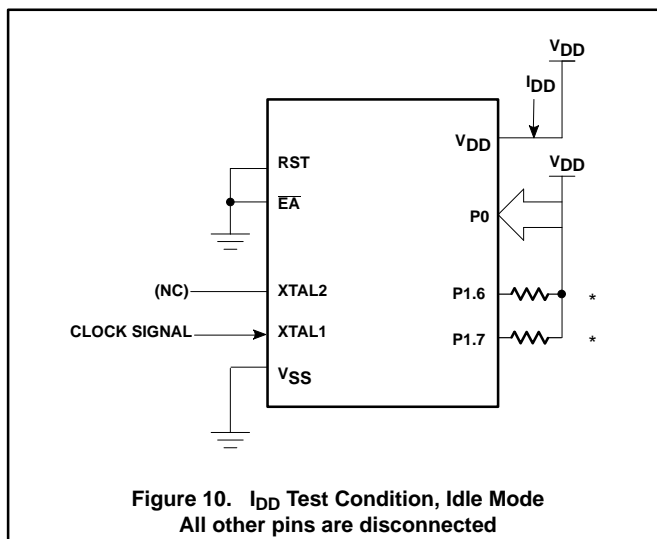 VDD
IDD
VDD
VDD
RST
EA
P0
(NC)
XTAL2
P1.6
*
CLOCK SIGNAL
XTAL1
P1.7
*
VSS
Figure 10. IDD Test Condition, Idle Mode
All other pins are disconnected